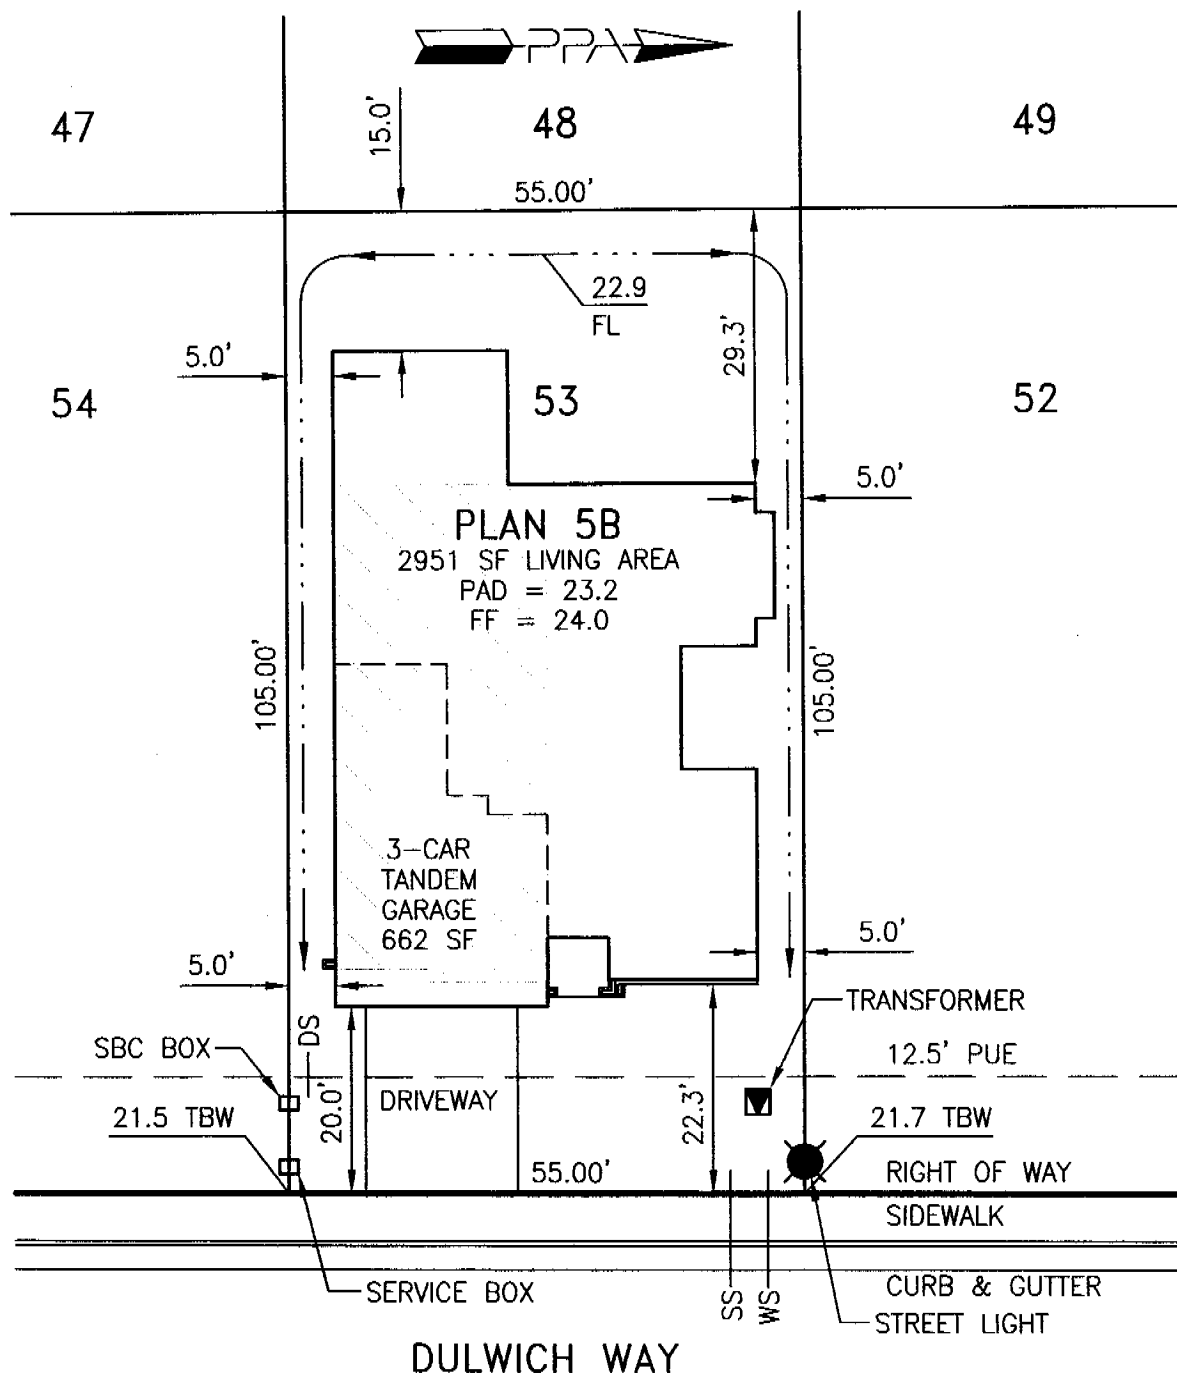 PPA
47
48
49
15.0'
55.00'
22.9
FL
29.3'
5.0'
54
53
52
5.0'
PLAN 5B
2951 SF LIVING AREA
PAD = 23.2
FF = 24.0
105.00'
105.00'
3-CAR
TANDEM
GARAGE
662 SF
5.0'
5.0'
TRANSFORMER
DS
SBC BOX
12.5' PUE
DRIVEWAY
20.0'
22.3'
21.5 TBW
21.7 TBW
55.00'
RIGHT OF WAY
SIDEWALK
SERVICE BOX
SS
WS
CURB & GUTTER
STREET LIGHT
DULWICH WAY